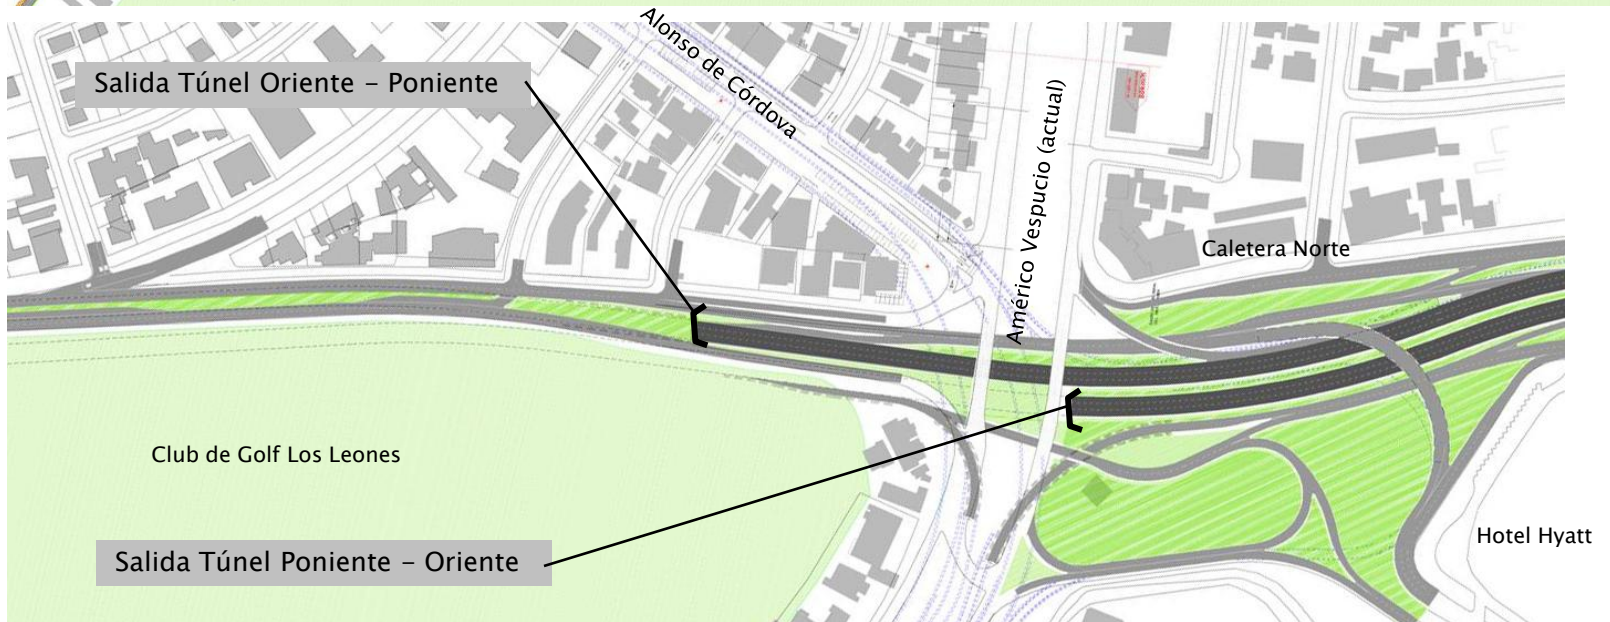 Alonso de Córdova
Salida Túnel Oriente – Poniente
Américo Vespucio (actual)
Caletera Norte
Club de Golf Los Leones
Hotel Hyatt
Salida Túnel Poniente – Oriente